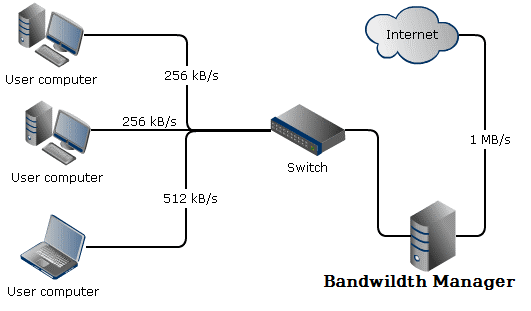 Internet
User computer
256 kB/s
256 kB/s
1 MB/s
Switch
User computer
512 kB/s
Bandwildth Manager
User computer